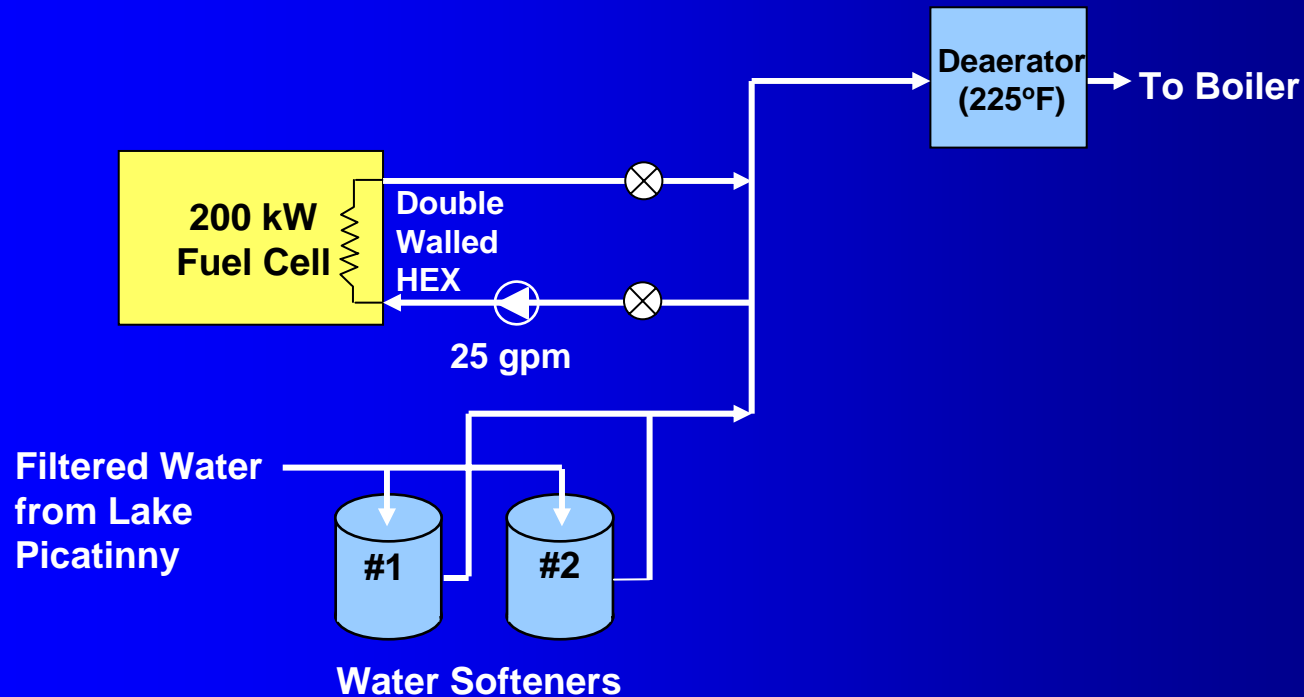 Deaerator
(225ºF)
To Boiler
200 kW
Fuel Cell
Double
Walled
HEX
25 gpm
Filtered Water
from Lake
Picatinny
#1
#2
Water Softeners